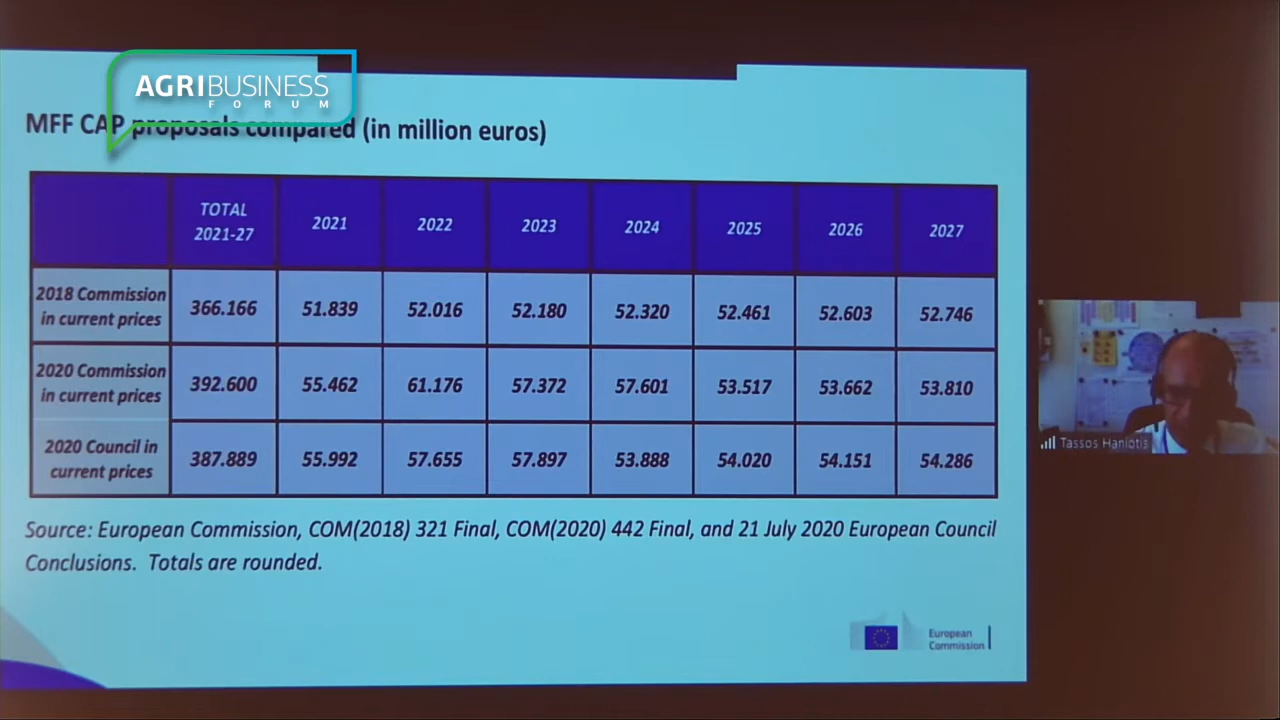 AGRIBUSINESS
FORUM
MFF CAP proposals compared (in million euros)
TOTAL 2021-27 2021 2022 2023 2024 2025 2026 2027
2018 Commission in current prices 366.166 51.839 52.016 52.180 52.320 52.461 52.603 52.746
2020 Commission in current prices 392.600 55.462 61.176 57.372 57.601 53.517 53.662 53.810
2020 Council in current prices 387.889 55.992 57.655 57.897 53.888 54.020 54.151 54.286
Source: European Commission, COM(2018) 321 Final, COM(2020) 442 Final, and 21 July 2020 European Council
Conclusions. Totals are rounded.
European
Commission
Tassos Haniotis